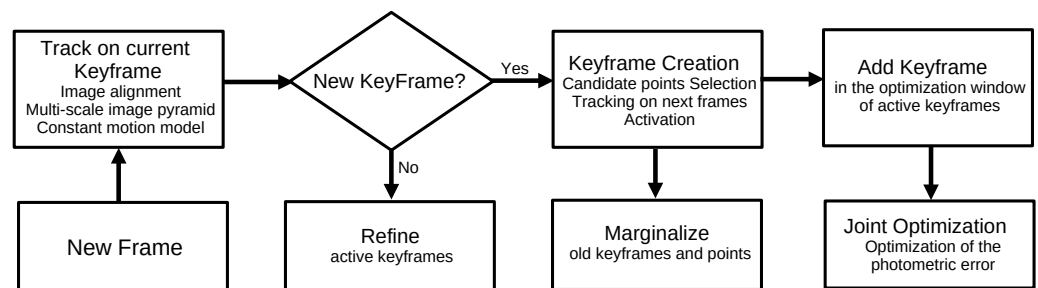 Track on current
Keyframe
Image alignment
Multi-scale image pyramid
Constant motion model
New KeyFrame?
Yes
No
Keyframe Creation
Candidate points Selection
Tracking on next frames
Activation
Add Keyframe
in the optimization window
of active keyframes
New Frame
Refine
active keyframes
Marginalize
old keyframes and points
Joint Optimization
Optimization of the
photometric error